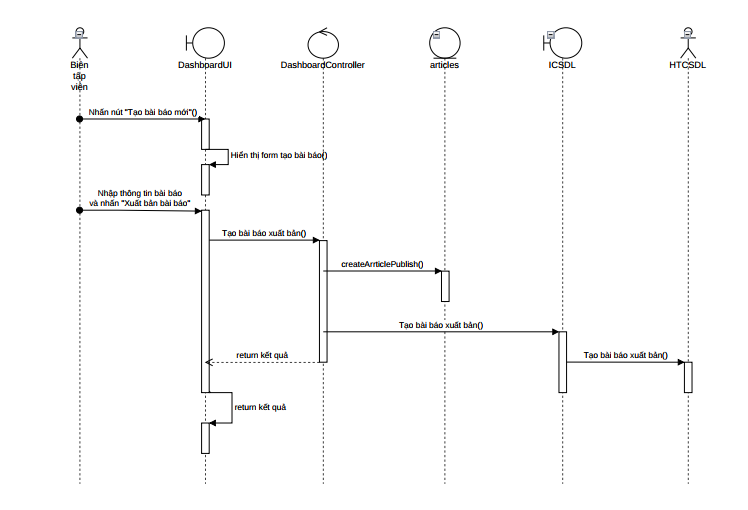 Biên
tập
viên
DashboardUI
DashboardController
articles
ICSDL
HTCSDL
Nhấn nút "Tạo bài báo mới"()
Hiển thị form tạo bài báo()
Nhập thông tin bài báo
và nhấn "Xuất bản bài báo"
Tạo bài báo xuất bản()
createArrticlePublish()
Tạo bài báo xuất bản()
return kết quả
Tạo bài báo xuất bản()
return kết quả